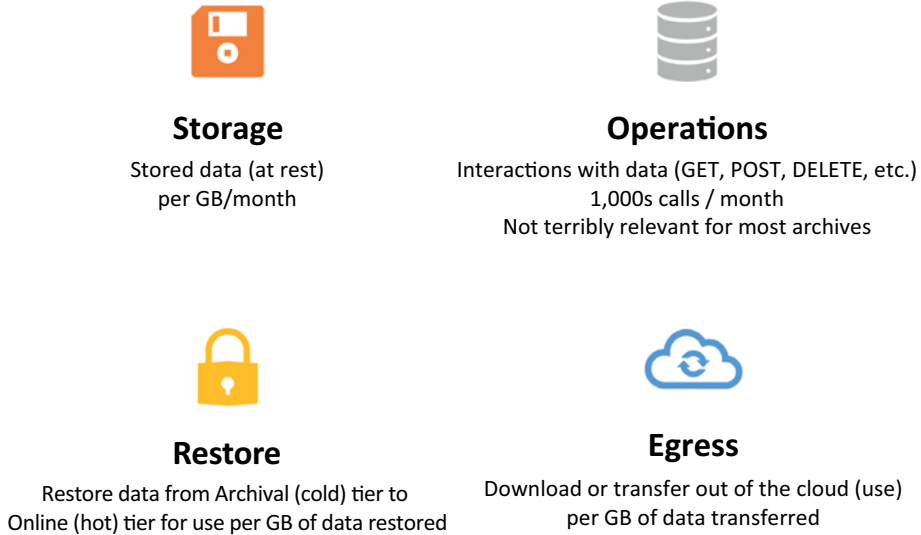 Storage
Stored data (at rest)
per GB/month
Operations
Interactions with data (GET, POST, DELETE, etc.)
1,000s calls / month
Not terribly relevant for most archives
Restore
Restore data from Archival (cold) tier to
Online (hot) tier for use per GB of data restored
Egress
Download or transfer out of the cloud (use)
per GB of data transferred